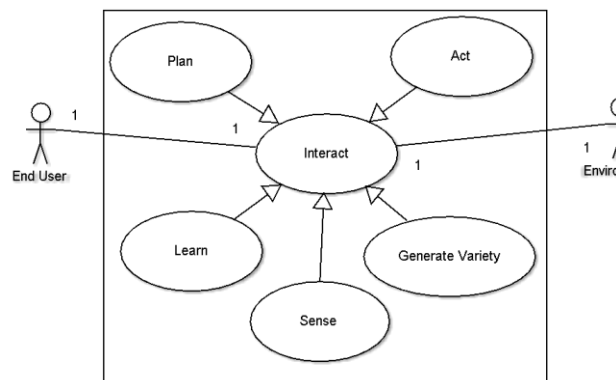 Plan
Act
1
1
Interact
1
1
End User
Learn
Generate Variety
Sense